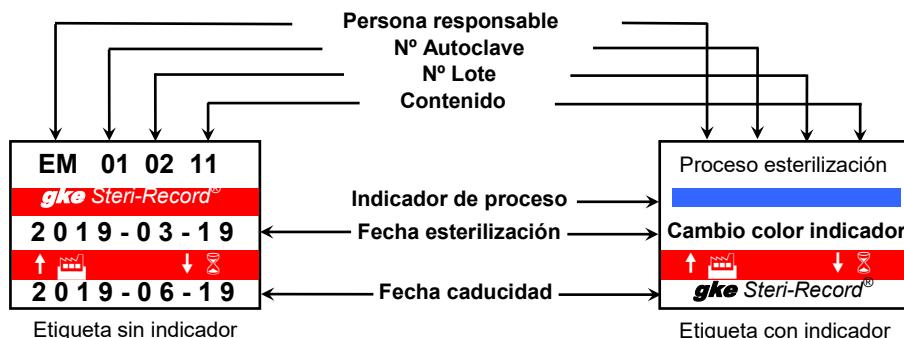 Persona responsable
Nº Autoclave
Nº Lote
Contenido
EM 01 02 11
gke Steri-Record®
2019-03-19
2019-06-19
Etiqueta sin indicador
Indicador de proceso
Fecha esterilización
Fecha caducidad
Proceso esterilización
Cambio color indicador
gke Steri-Record®
Etiqueta con indicador